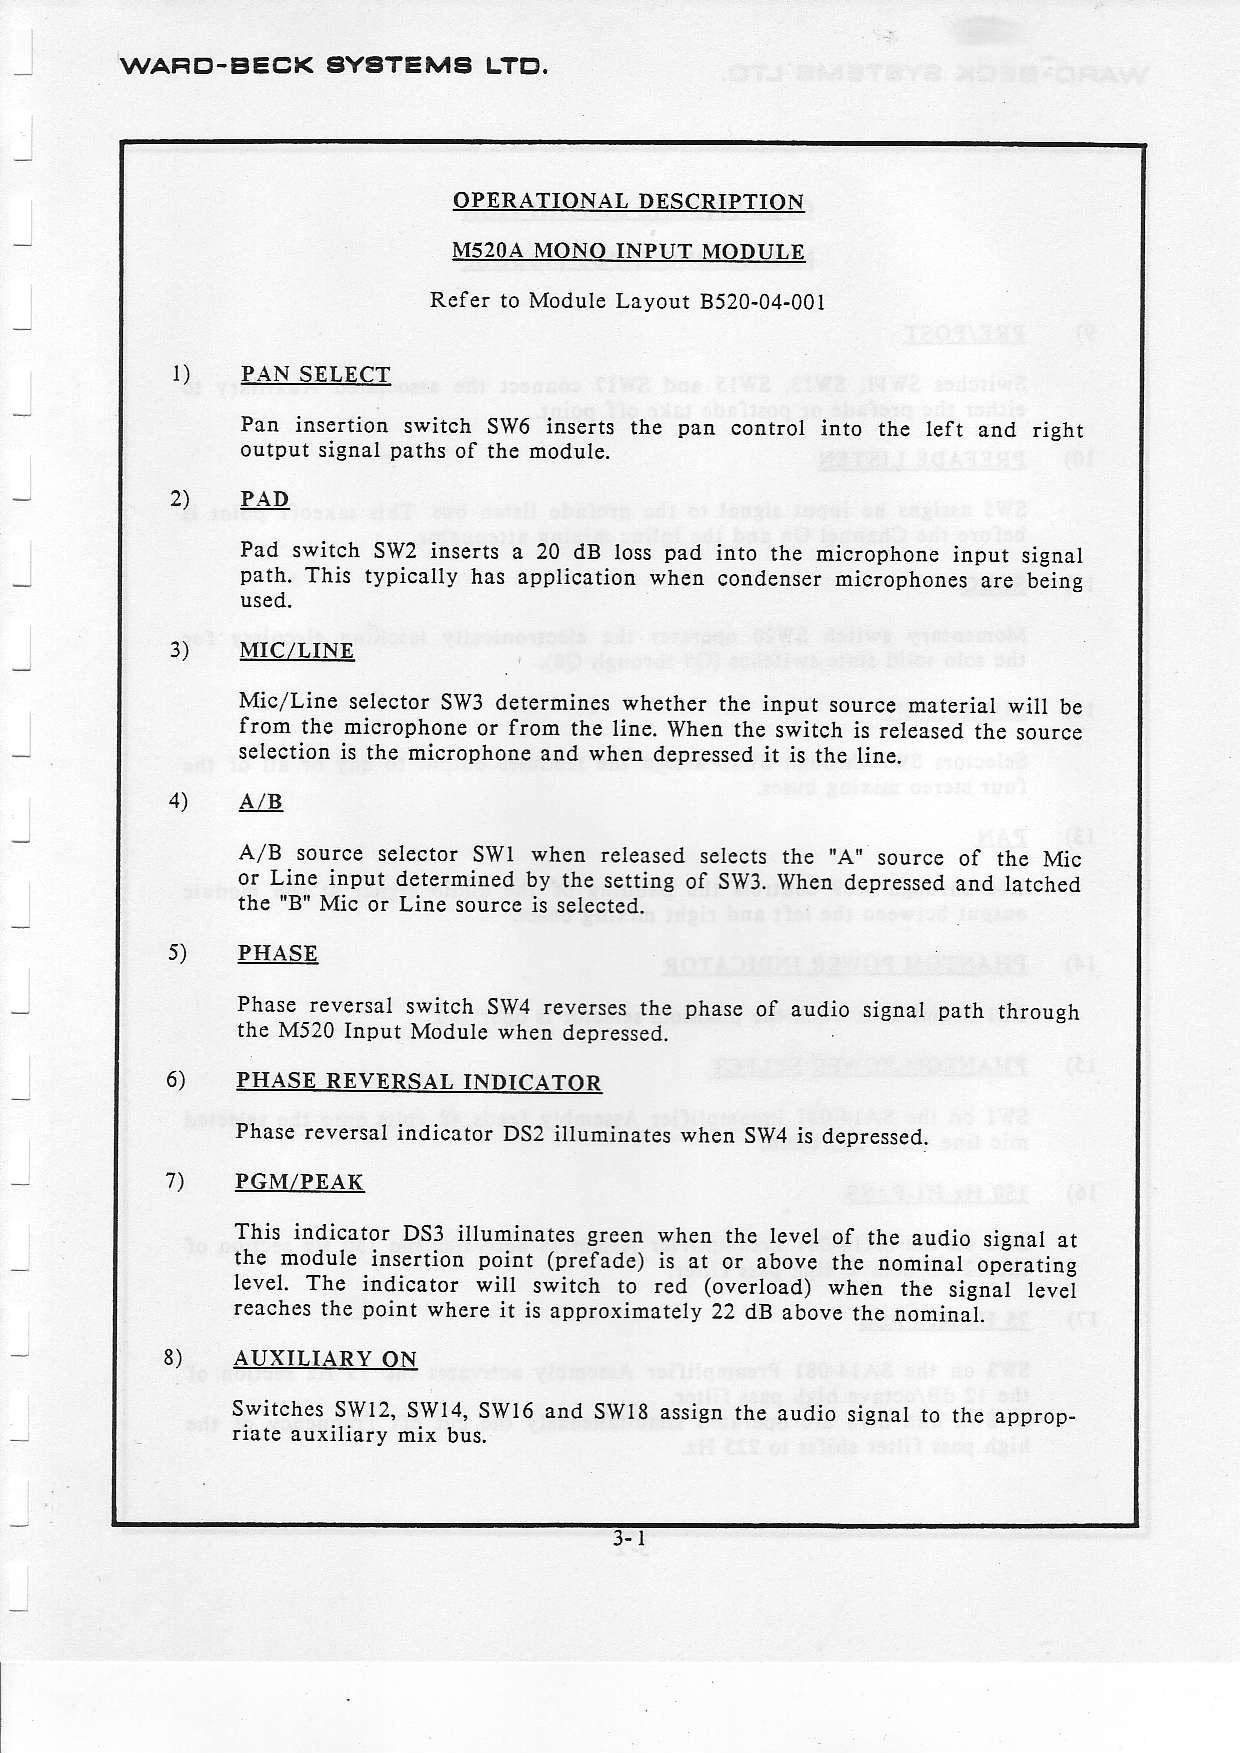 WARD-BECK SYSTEMS LTD.
OPERATIONAL DESCRIPTION
M520A MONO INPUT MODULE
Refer to Module Layout B520-04-001
1) PAN SELECT
Pan insertion switch SW6 inserts the pan control into the left and right
output signal paths of the module.
2) PAD
Pad switch SW2 inserts a 20 dB loss pad into the microphone input signal
path. This typically has application when condenser microphones are being
used.
3) MIC/LINE
Mic/Line selector SW3 determines whether the input source material will be
from the microphone or from the line. When the switch is released the source
selection is the microphone and when depressed it is the line.
4) A/B
A/B source selector SW1 when released selects the "A" source of the Mic
or Line input determined by the setting of SW3. When depressed and latched
the "B" Mic or Line source is selected.
5) PHASE
Phase reversal switch SW4 reverses the phase of audio signal path through
the M520 Input Module when depressed.
6) PHASE REVERSAL INDICATOR
Phase reversal indicator DS2 illuminates when SW4 is depressed.
7) PGM/PEAK
This indicator DS3 illuminates green when the level of the audio signal at
the module insertion point (prefade) is at or above the nominal operating
level. The indicator will switch to red (overload) when the signal level
reaches the point where it is approximately 22 dB above the nominal.
8) AUXILIARY ON
Switches SW12, SW14, SW16 and SW18 assign the audio signal to the approp-
riate auxiliary mix bus.
3-1